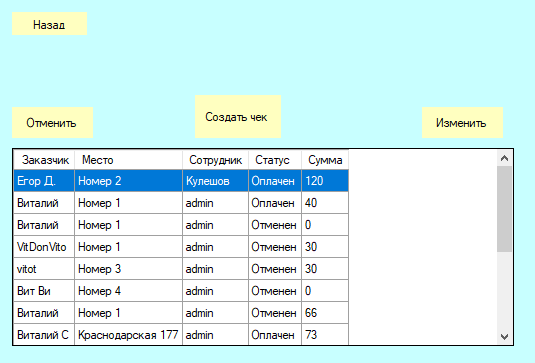 Назад
Отменить
Создать чек
Изменить
Заказчик Место Сотрудник Статус Сумма
Егор Д. Номер 2 Кулешов Оплачен 120
Виталий Номер 1 admin Оплачен 40
Виталий Номер 1 admin Отменен 0
VitDonVito Номер 1 admin Отменен 30
vitot Номер 3 admin Отменен 30
Вит Ви Номер 4 admin Отменен 0
Виталий Номер 1 admin Отменен 66
Виталий С Краснодарская 177 admin Оплачен 73